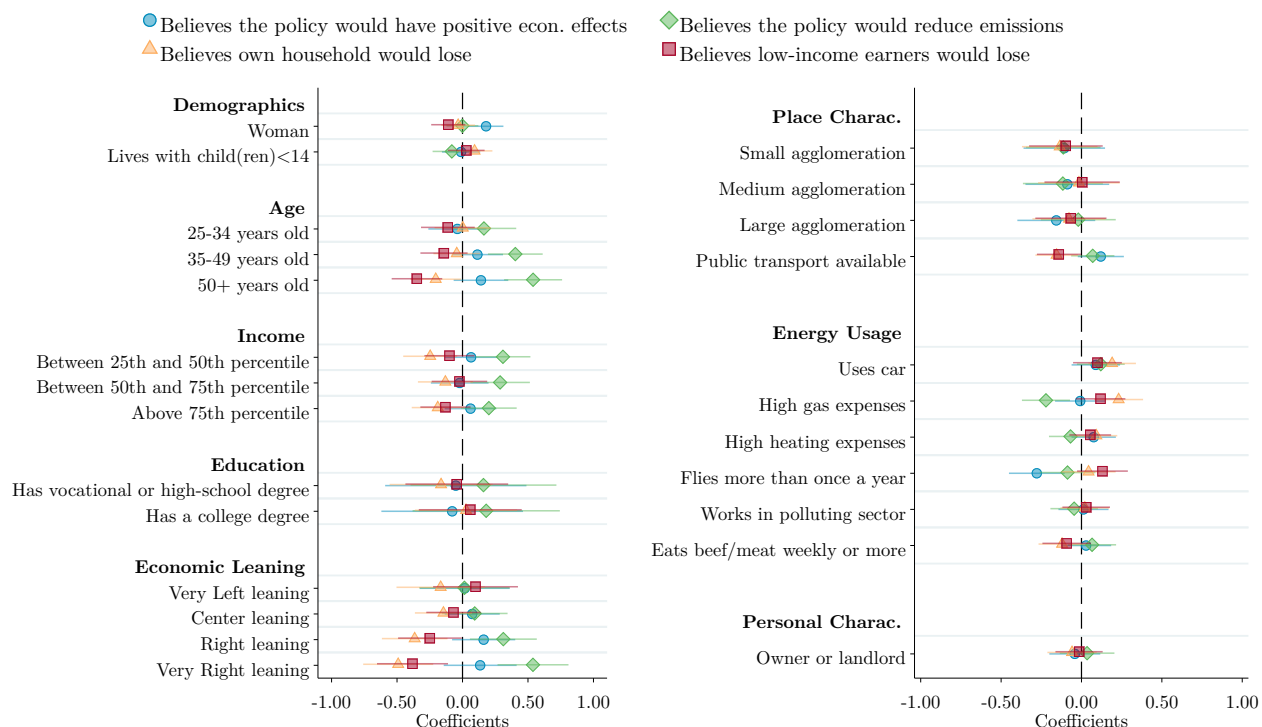 Believes the policy would have positive econ. effects
Believes the policy would reduce emissions
Believes own household would lose
Believes low-income earners would lose
Demographics
Woman
Lives with child(ren)<14
Age
25-34 years old
35-49 years old
50+ years old
Income
Between 25th and 50th percentile
Between 50th and 75th percentile
Above 75th percentile
Education
Has vocational or high-school degree
Has a college degree
Economic Leaning
Very Left leaning
Center leaning
Right leaning
Very Right leaning
-1.00 -0.50 0.00 0.50 1.00
Coefficients
Place Charac.
Small agglomeration
Medium agglomeration
Large agglomeration
Public transport available
Energy Usage
Uses car
High gas expenses
High heating expenses
Flies more than once a year
Works in polluting sector
Eats beef/meat weekly or more
Personal Charac.
Owner or landlord
-1.00 -0.50 0.00 0.50 1.00
Coefficients